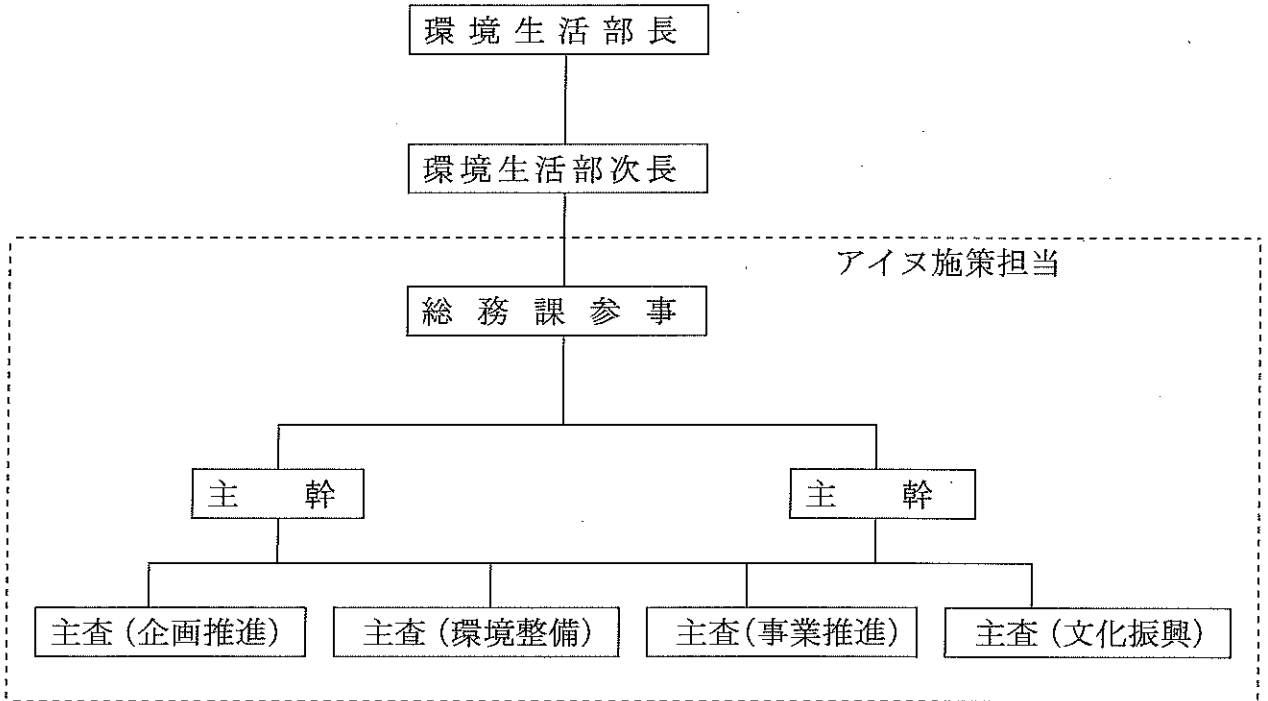 環境生活部長
環境生活部次長
アイヌ施策担当
総務課参事
主幹
主幹
主査(企画推進)
主査(環境整備)
主査(事業推進)
主査(文化振興)